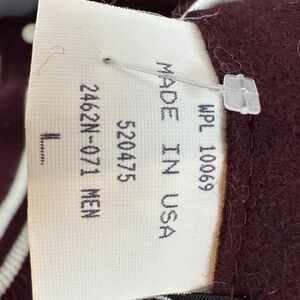 WPL 10069
MADE IN USA
520475
2462N-071 MEN
L